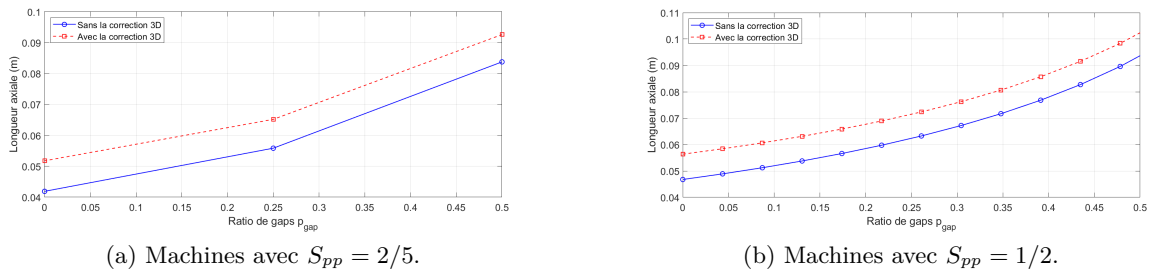 0.1
0.09
0.08
0.07
0.06
0.05
0.04
Longueur axiale (m)
Sans la correction 3D
Avec la correction 3D
0 0.05 0.1 0.15 0.2 0.25 0.3 0.35 0.4 0.45 0.5
Ratio de gaps p_gap
(a) Machines avec S_pp = 2/5.
0.11
0.1
0.09
0.08
0.07
0.06
0.05
0.04
Longueur axiale (m)
Sans la correction 3D
Avec la correction 3D
0 0.05 0.1 0.15 0.2 0.25 0.3 0.35 0.4 0.45 0.5
Ratio de gaps p_gap
(b) Machines avec S_pp = 1/2.